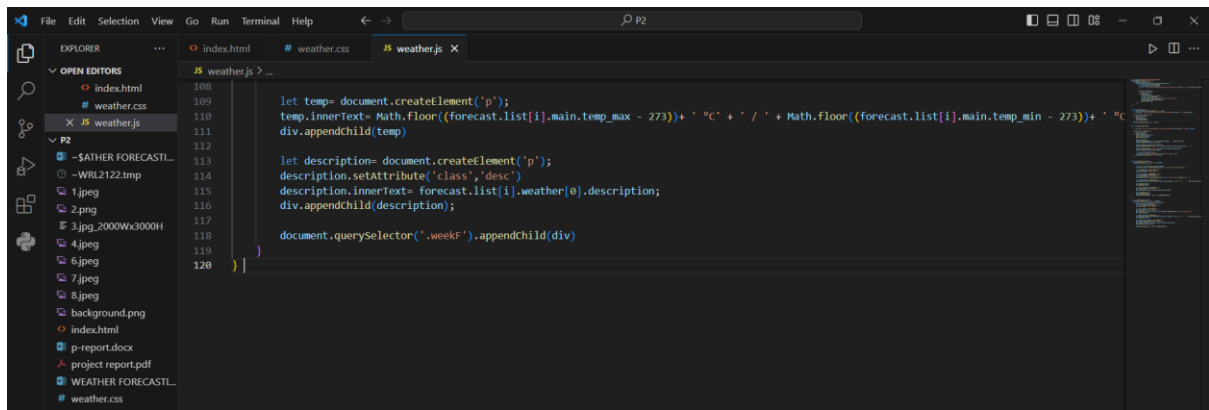 File Edit Selection View Go Run Terminal Help
P2
EXPLORER
index.html
# weather.css
JS weather.js
OPEN EDITORS
JS weather.js > ...
index.html
# weather.css
JS weather.js
P2
~$ATHER FORECASTI...
~WRL2122.tmp
1.jpeg
2.png
3.jpg_2000Wx3000H
4.jpeg
6.jpeg
7.jpeg
8.jpeg
background.png
index.html
p-report.docx
project report.pdf
WEATHER FORECASTI...
# weather.css
108
109 let temp= document.createElement('p');
110 temp.innerText= Math.floor((forecast.list[i].main.temp_max - 273))+ ' °C' + ' / ' + Math.floor((forecast.list[i].main.temp_min - 273))+ ' °C
111 div.appendChild(temp)
112
113 let description= document.createElement('p');
114 description.setAttribute('class','desc')
115 description.innerText= forecast.list[i].weather[0].description;
116 div.appendChild(description);
117
118 document.querySelector('.weekF').appendChild(div)
119 }
120 }